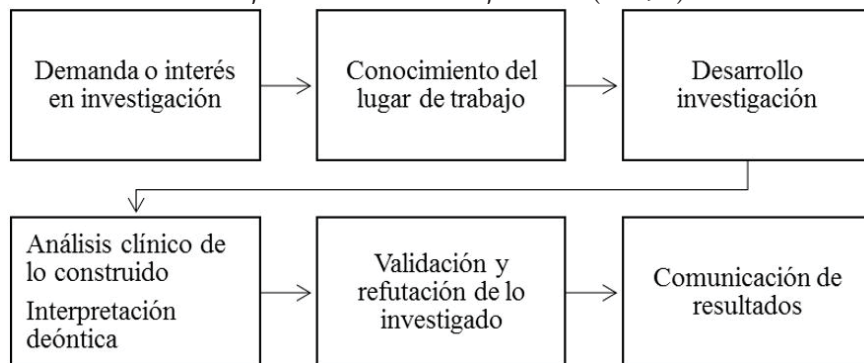 Demanda o interés
en investigación
Conocimiento del
lugar de trabajo
Desarrollo
investigación
Análisis clínico de
lo construido
Interpretación
deóntica
Validación y
refutación de lo
investigado
Comunicación de
resultados